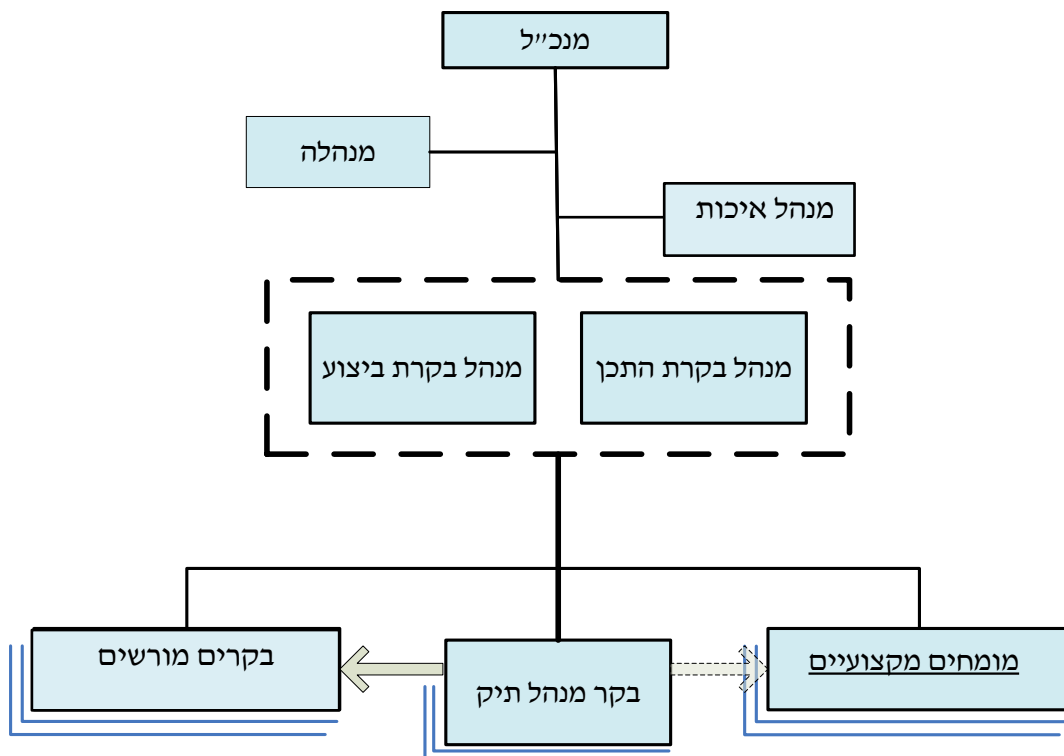 מנכ״ל
מנהלה
מנהל איכות
מנהל בקרת התכן
מנהל בקרת ביצוע
מומחים מקצועיים
בקר מנהל תיק
בקרים מורשים